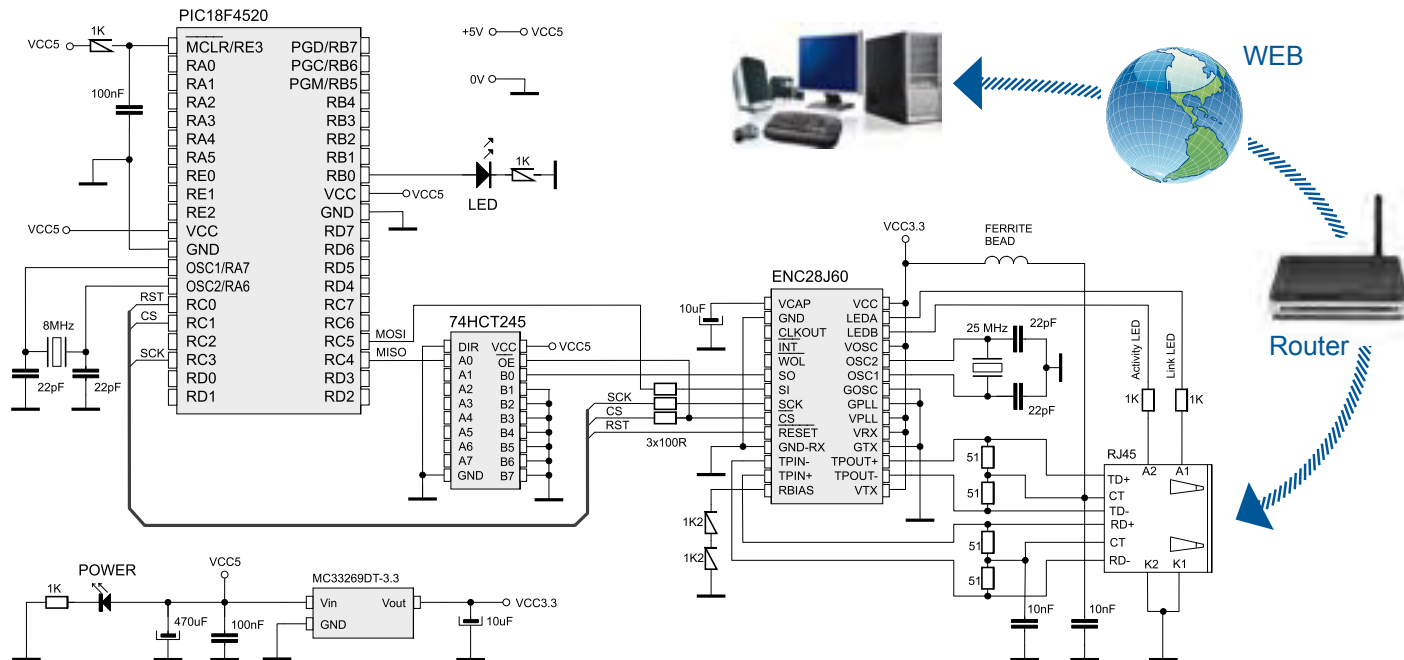 PIC18F4520
VCC5
1K
100nF
MCLR/RE3
RA0
RA1
RA2
RA3
RA4
RA5
RE0
RE1
RE2
VCC
GND
OSC1/RA7
OSC2/RA6
RC0
RC1
RC2
RC3
RD0
RD1
PGD/RB7
PGC/RB6
PGM/RB5
RB4
RB3
RB2
RB1
RB0
VCC
GND
RD7
RD6
RD5
RD4
RC7
RC6
RC5
RC4
RD3
RD2
VCC5
RST
CS
SCK
8MHz
22pF
22pF
+5V
VCC5
0V
LED
1K
VCC5
MOSI
MISO
74HCT245
DIR
A0
A1
A2
A3
A4
A5
A6
A7
GND
VCC
OE
B0
B1
B2
B3
B4
B5
B6
B7
VCC5
SCK
CS
RST
3x100R
ENC28J60
10uF
VCAP
GND
CLKOUT
INT
WOL
SO
SI
SCK
CS
RESET
GND-RX
TPIN-
TPIN+
RBIAS
VCC
LEDA
LEDB
VOSC
OSC2
OSC1
GOSC
GPLL
VPLL
VRX
GTX
TPOUT+
TPOUT-
VTX
VCC3.3
FERRITE
BEAD
25 MHz
22pF
22pF
1K2
1K2
51
51
51
51
10nF
10nF
Activity LED
Link LED
1K
1K
RJ45
A2
A1
TD+
CT
TD-
RD+
CT
RD-
K2
K1
WEB
Router
POWER
1K
470uF
VCC5
100nF
MC33269DT-3.3
Vin
Vout
GND
10uF
VCC3.3